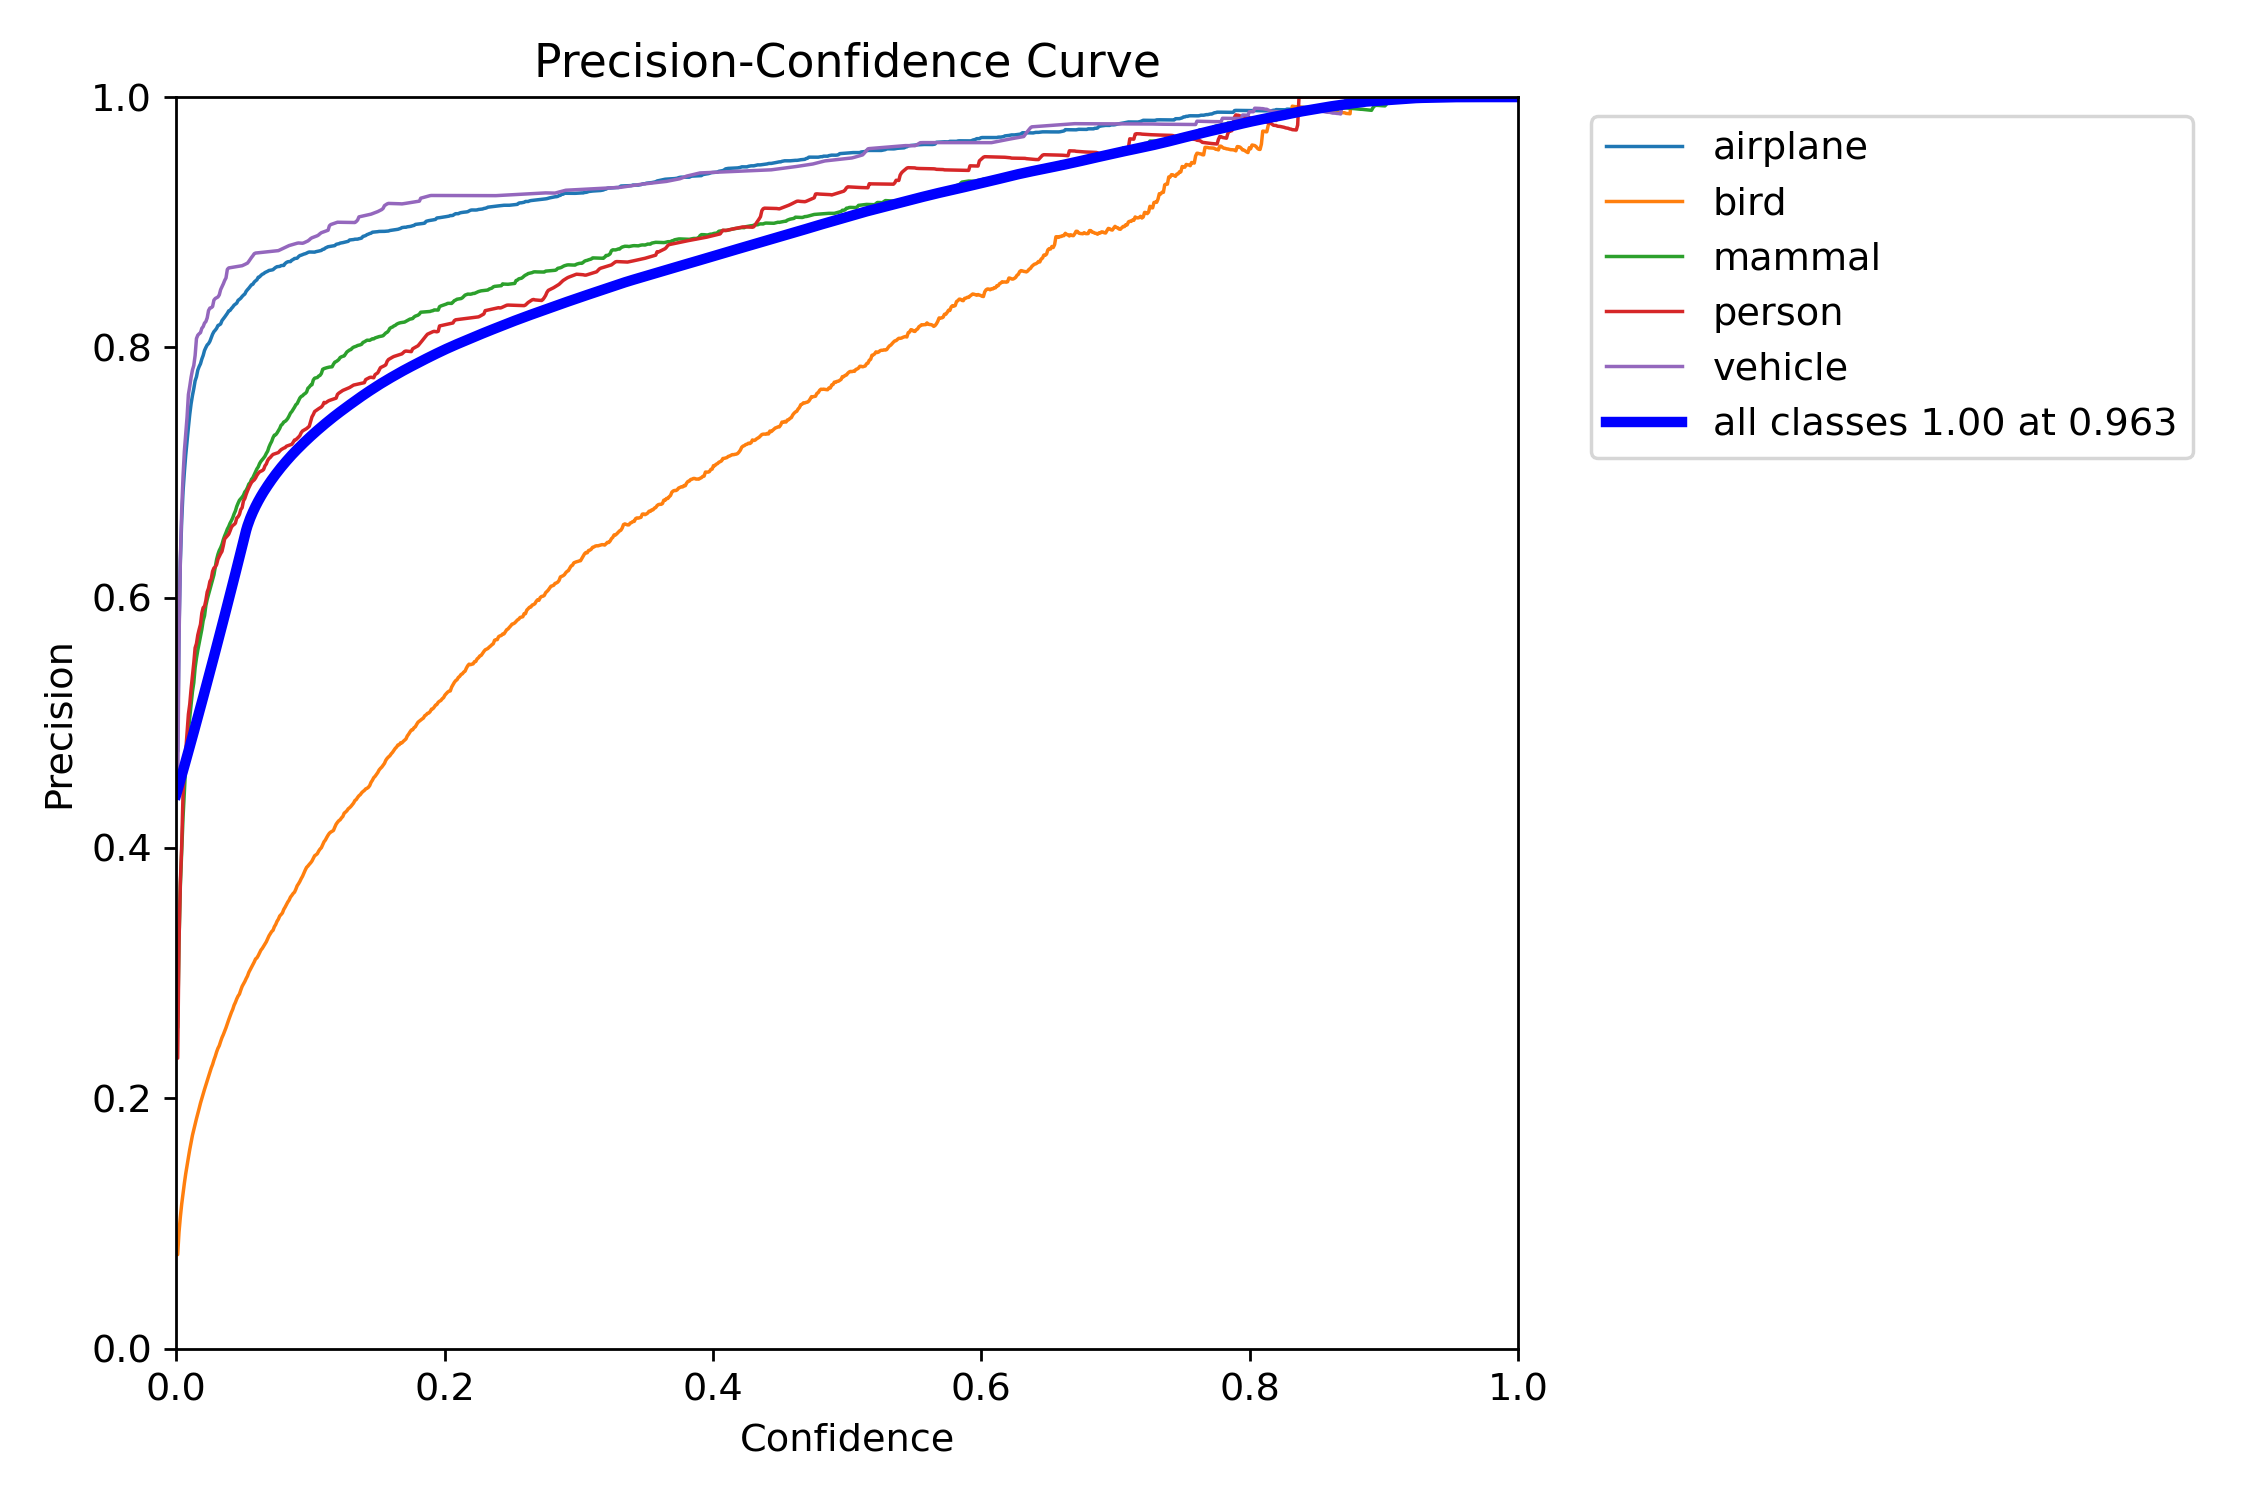 Precision-Confidence Curve
1.0
0.8
0.6
0.4
0.2
0.0
Precision
0.0 0.2 0.4 0.6 0.8 1.0
Confidence
airplane
bird
mammal
person
vehicle
all classes 1.00 at 0.963